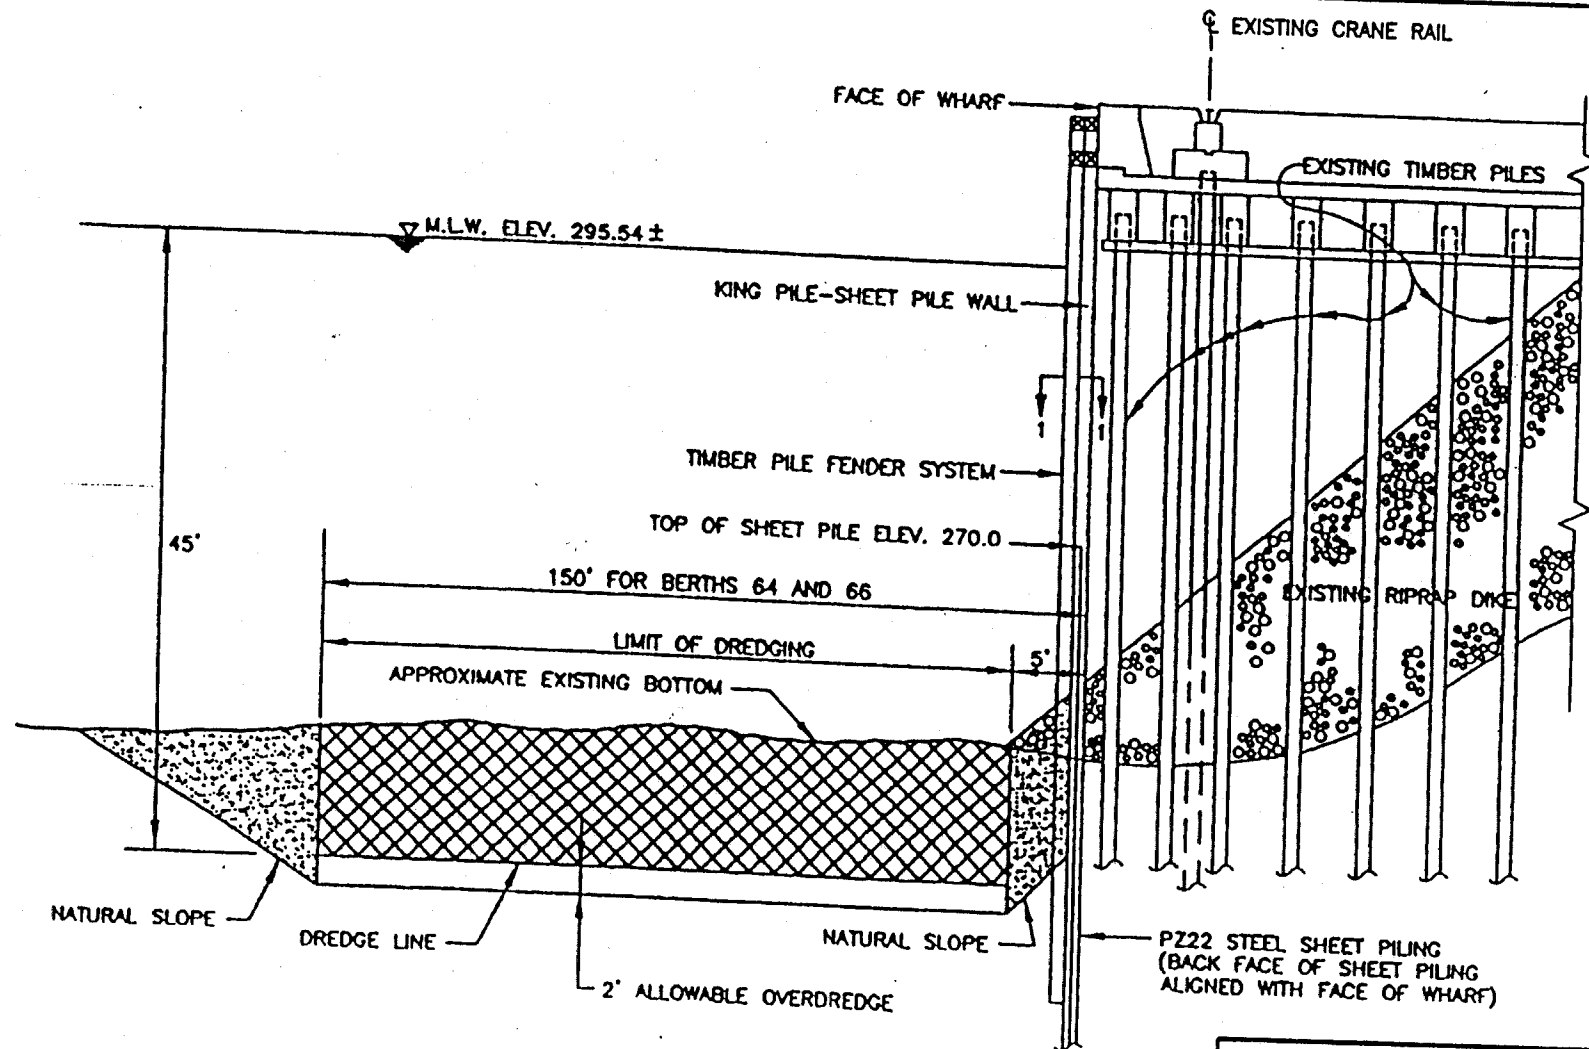 ℄ EXISTING CRANE RAIL
FACE OF WHARF
EXISTING TIMBER PILES
M.L.W. ELEV. 295.54 ±
KING PILE-SHEET PILE WALL
1 1
TIMBER PILE FENDER SYSTEM
TOP OF SHEET PILE ELEV. 270.0
45'
150' FOR BERTHS 64 AND 66
EXISTING RIPRAP DIKE
LIMIT OF DREDGING
5'
APPROXIMATE EXISTING BOTTOM
NATURAL SLOPE
DREDGE LINE
NATURAL SLOPE
PZ22 STEEL SHEET PILING
(BACK FACE OF SHEET PILING
ALIGNED WITH FACE OF WHARF)
2' ALLOWABLE OVERDREDGE